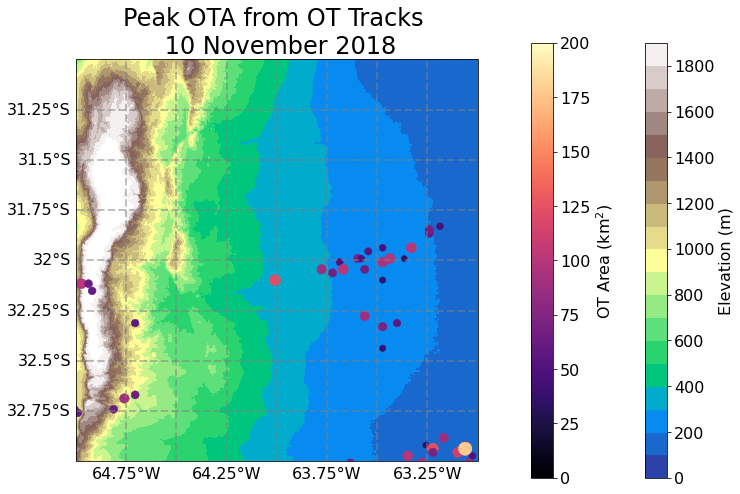 Peak OTA from OT Tracks
10 November 2018
31.25°S
31.5°S
31.75°S
32°S
32.25°S
32.5°S
32.75°S
64.75°W
64.25°W
63.75°W
63.25°W
200
175
150
125
100
75
50
25
0
OT Area (km²)
1800
1600
1400
1200
1000
800
600
400
200
0
Elevation (m)